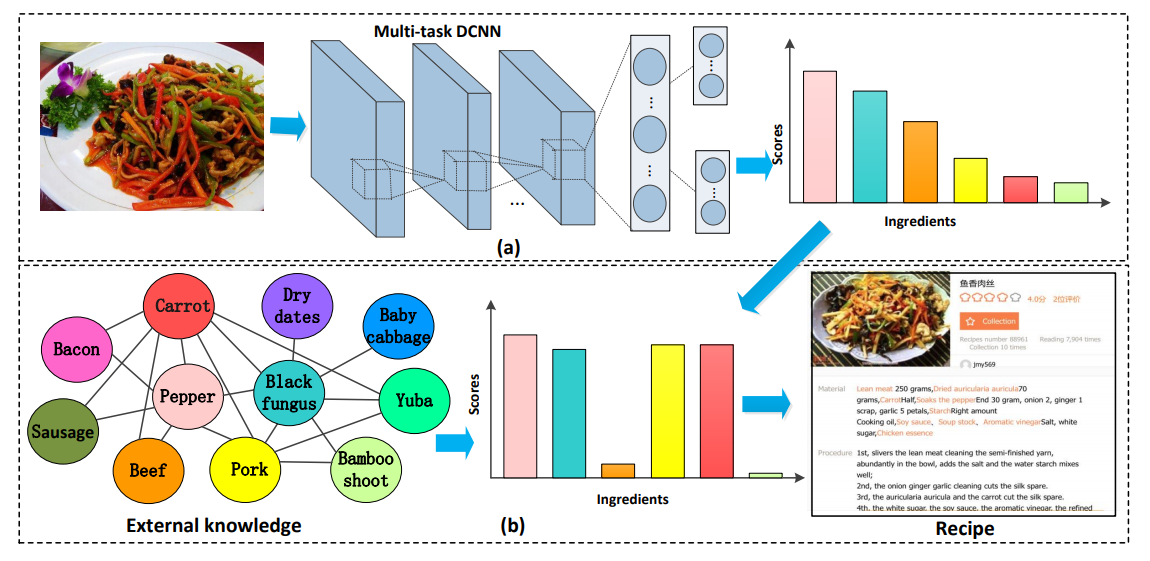 Multi-task DCNN
...
Scores
Ingredients
(a)
Carrot
Dry
dates
Baby
cabbage
Bacon
Pepper
Black
fungus
Yuba
Sausage
Beef
Pork
Bamboo
shoot
External knowledge
Scores
Ingredients
(b)
鱼香肉丝
4.0分 2位评价
Collection
Recipes number 88961 Reading 7,904 times
Collection 10 times
jmy569
Material Lean meat 250 grams,Dried auricularia auricula70
grams,CarrotHalf,Soaks the pepperEnd 30 gram, onion 2, ginger 1
scrap, garlic 5 petals,StarchRight amount
Cooking oil,Soy sauce、 Soup stock、 Aromatic vinegarSalt, white
sugar,Chicken essence
Procedure 1st, slivers the lean meat cleaning the semi-finished yarn,
abundantly in the bowl, adds the salt and the water starch mixes
well;
2nd, the onion ginger garlic cleaning cuts the silk spare.
3rd, the auricularia auricula and the carrot cut the silk spare.
4th, the white sugar, the soy sauce, the aromatic vinegar, the refined
Recipe